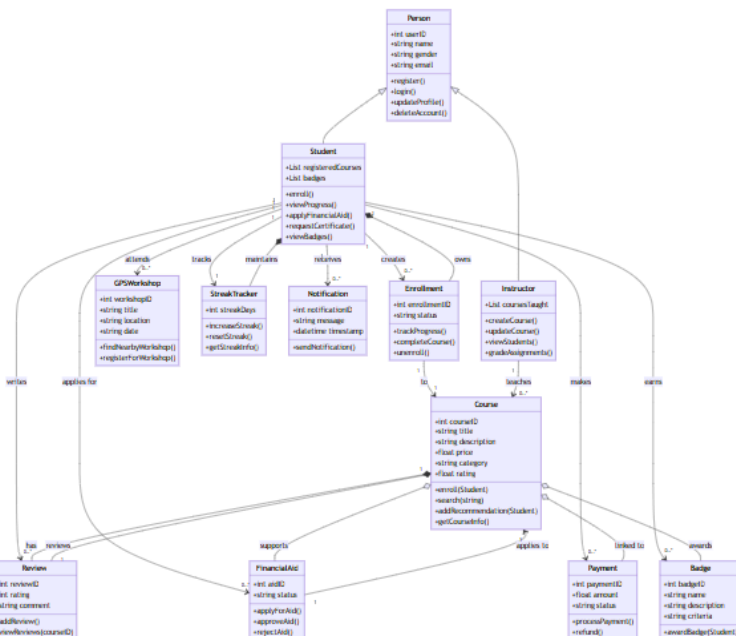 Person
+int userID
+string name
+string gender
+string email
+register()
+login()
+updateProfile()
+deleteAccount()
Student
+List registeredCourses
+List badges
+enroll()
+viewProgress()
+applyFinancialAid()
+requestCertificate()
+viewBadges()
attends
tracks
maintains
receives
creates
owns
GPSWorkshop
+int workshopID
+string title
+string location
+string date
+findNearbyWorkshop()
+registerForWorkshop()
StreakTracker
+int streakDays
+increaseStreak()
+resetStreak()
+getStreakInfo()
Notification
+int notificationID
+string message
+datetime timestamp
+sendNotification()
Enrollment
+int enrollmentID
+string status
+trackProgress()
+completeCourse()
+unenroll()
Instructor
+List coursesTaught
+createCourse()
+updateCourse()
+viewStudents()
+gradeAssignments()
writes
applies for
to
teaches
makes
earns
0..*
Course
+int courseID
+string title
+string description
+float price
+string category
+float rating
+enroll(Student)
+search(string)
+addRecommendation(Student)
+getCourseInfo()
has
reviews
supports
applies to
linked to
awards
Review
int reviewID
int rating
string comment
addReview()
viewReviews(courseID)
FinancialAid
+int aidID
+string status
+applyForAid()
+approveAid()
+rejectAid()
Payment
+int paymentID
+float amount
+string status
+processPayment()
+refund()
Badge
+int badgeID
+string name
+string description
+string criteria
+awardBadge(Student